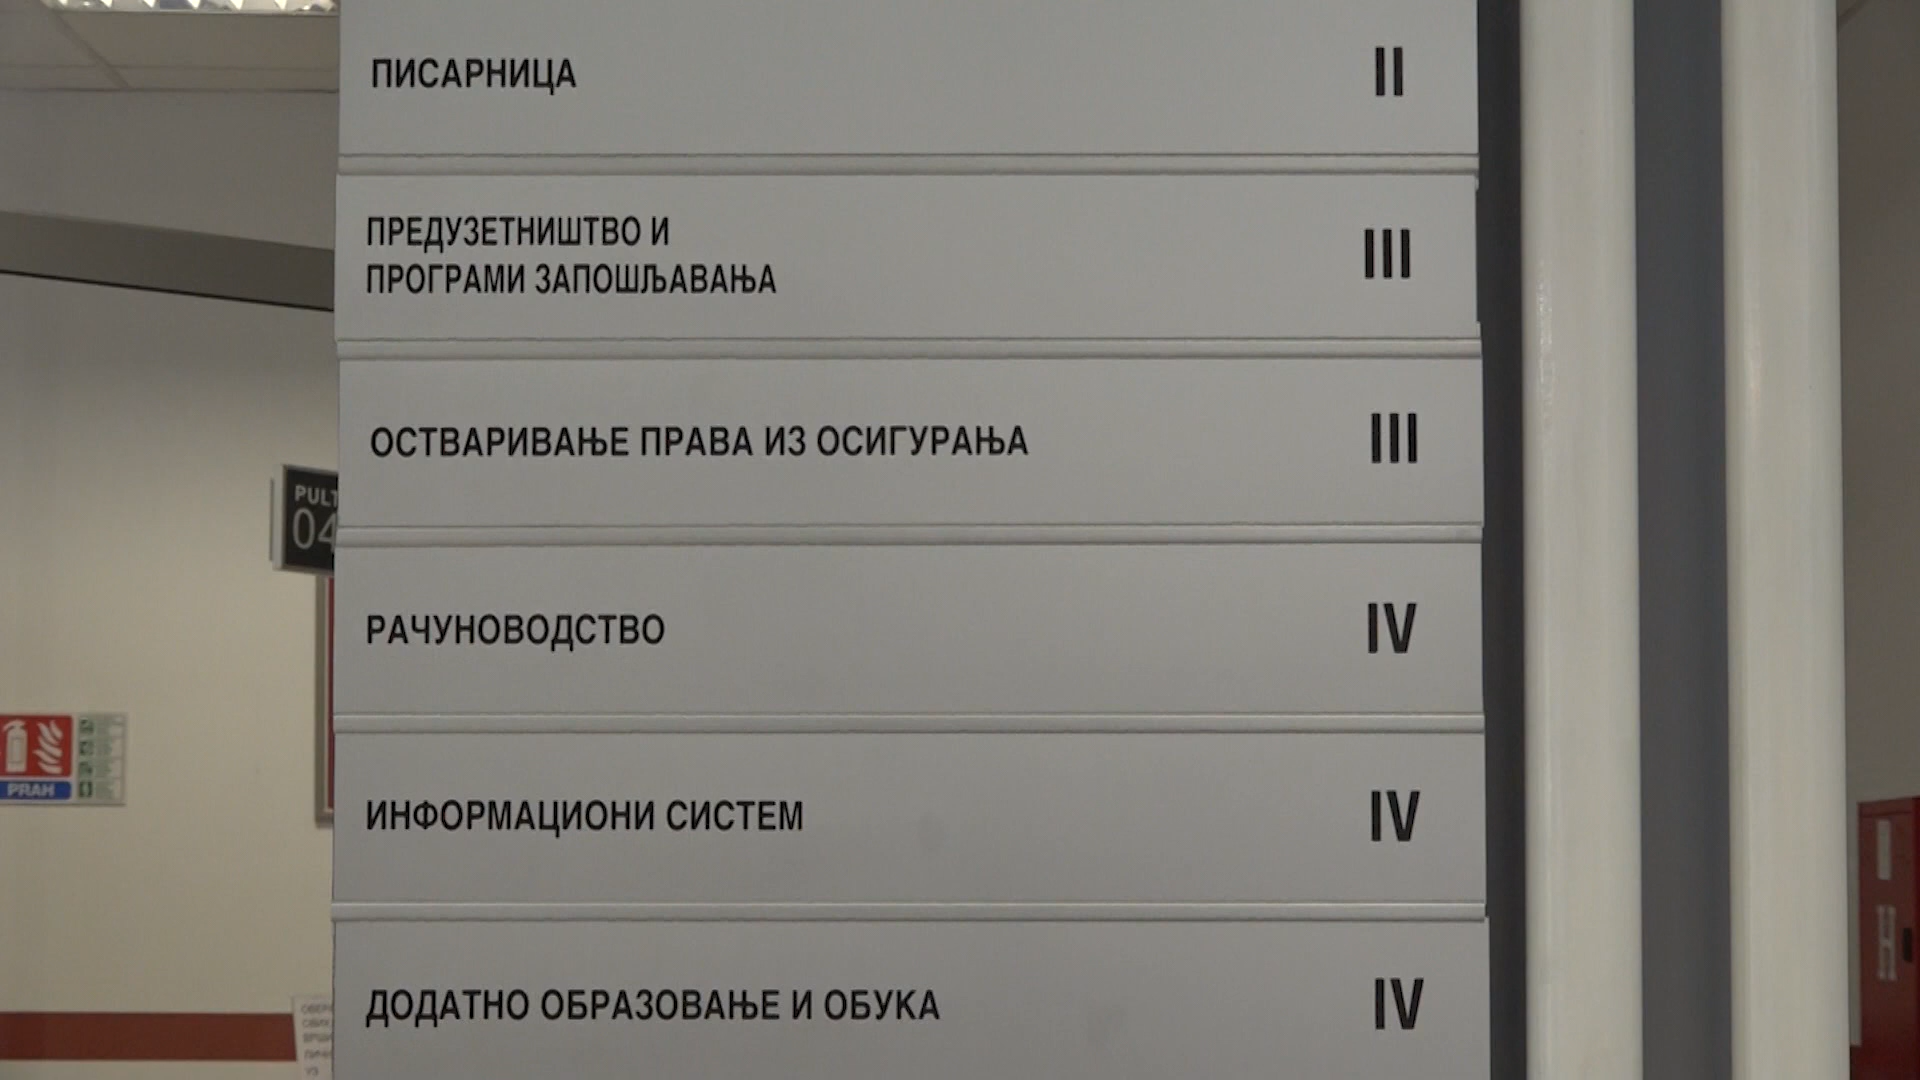 ПИСАРНИЦА II
ПРЕДУЗЕТНИШТВО И
ПРОГРАМИ ЗАПОШЉАВАЊА III
ОСТВАРИВАЊЕ ПРАВА ИЗ ОСИГУРАЊА III
РАЧУНОВОДСТВО IV
ИНФОРМАЦИОНИ СИСТЕМ IV
ДОДАТНО ОБРАЗОВАЊЕ И ОБУКА IV
PULT
04
PRAH